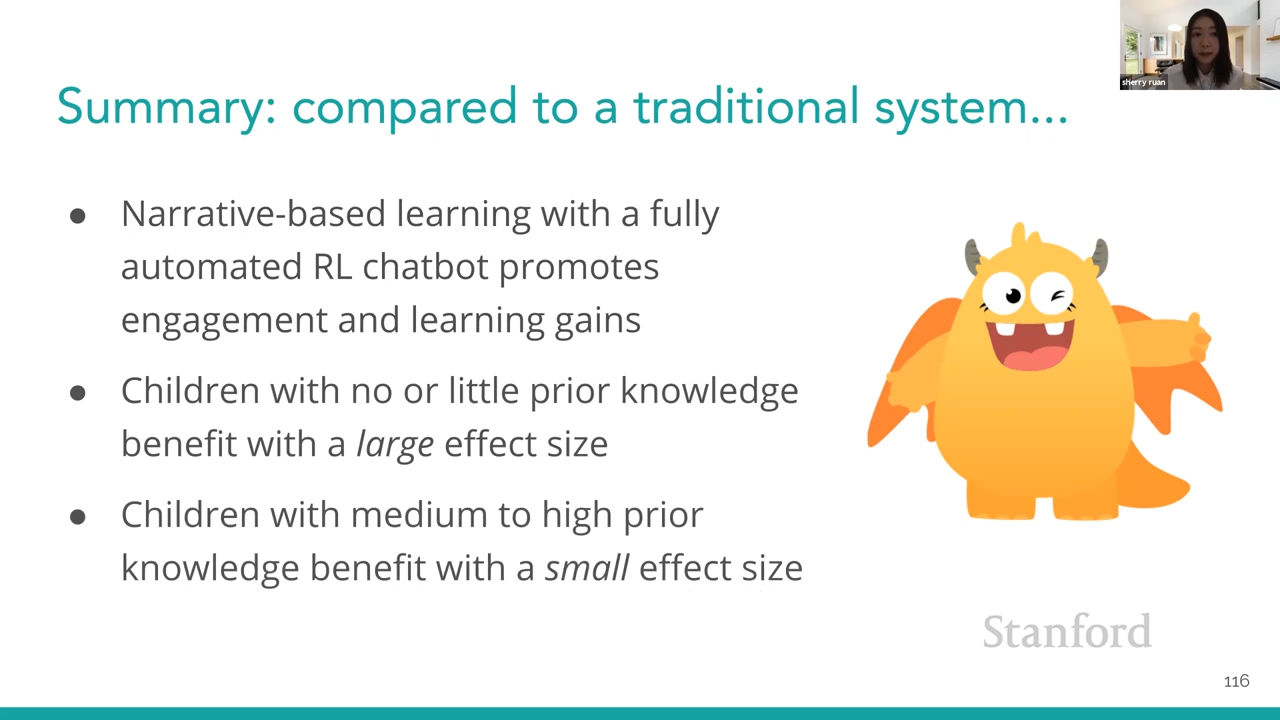 sherry ruan
Summary: compared to a traditional system...
● Narrative-based learning with a fully
automated RL chatbot promotes
engagement and learning gains
● Children with no or little prior knowledge
benefit with a large effect size
● Children with medium to high prior
knowledge benefit with a small effect size
Stanford
116